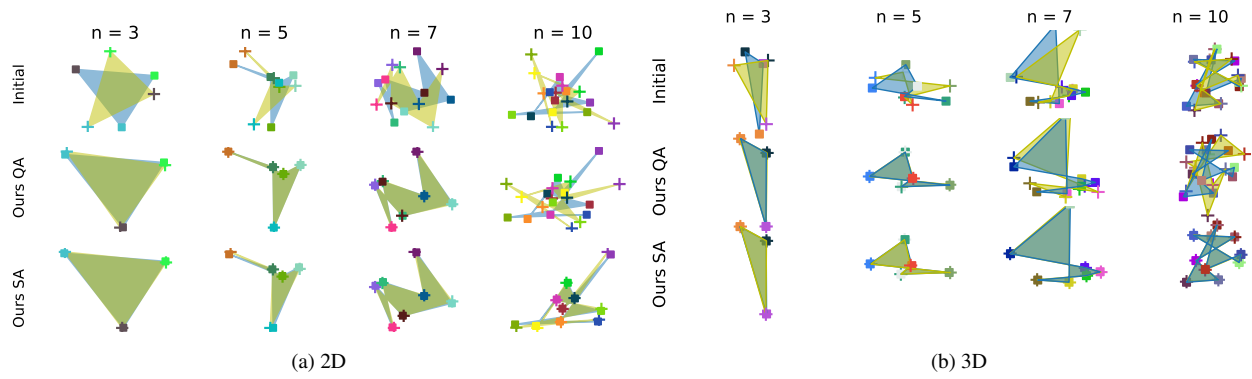 n = 3
n = 5
n = 7
n = 10
Initial
Ours QA
Ours SA
(a) 2D
n = 3
n = 5
n = 7
n = 10
Initial
Ours QA
Ours SA
(b) 3D